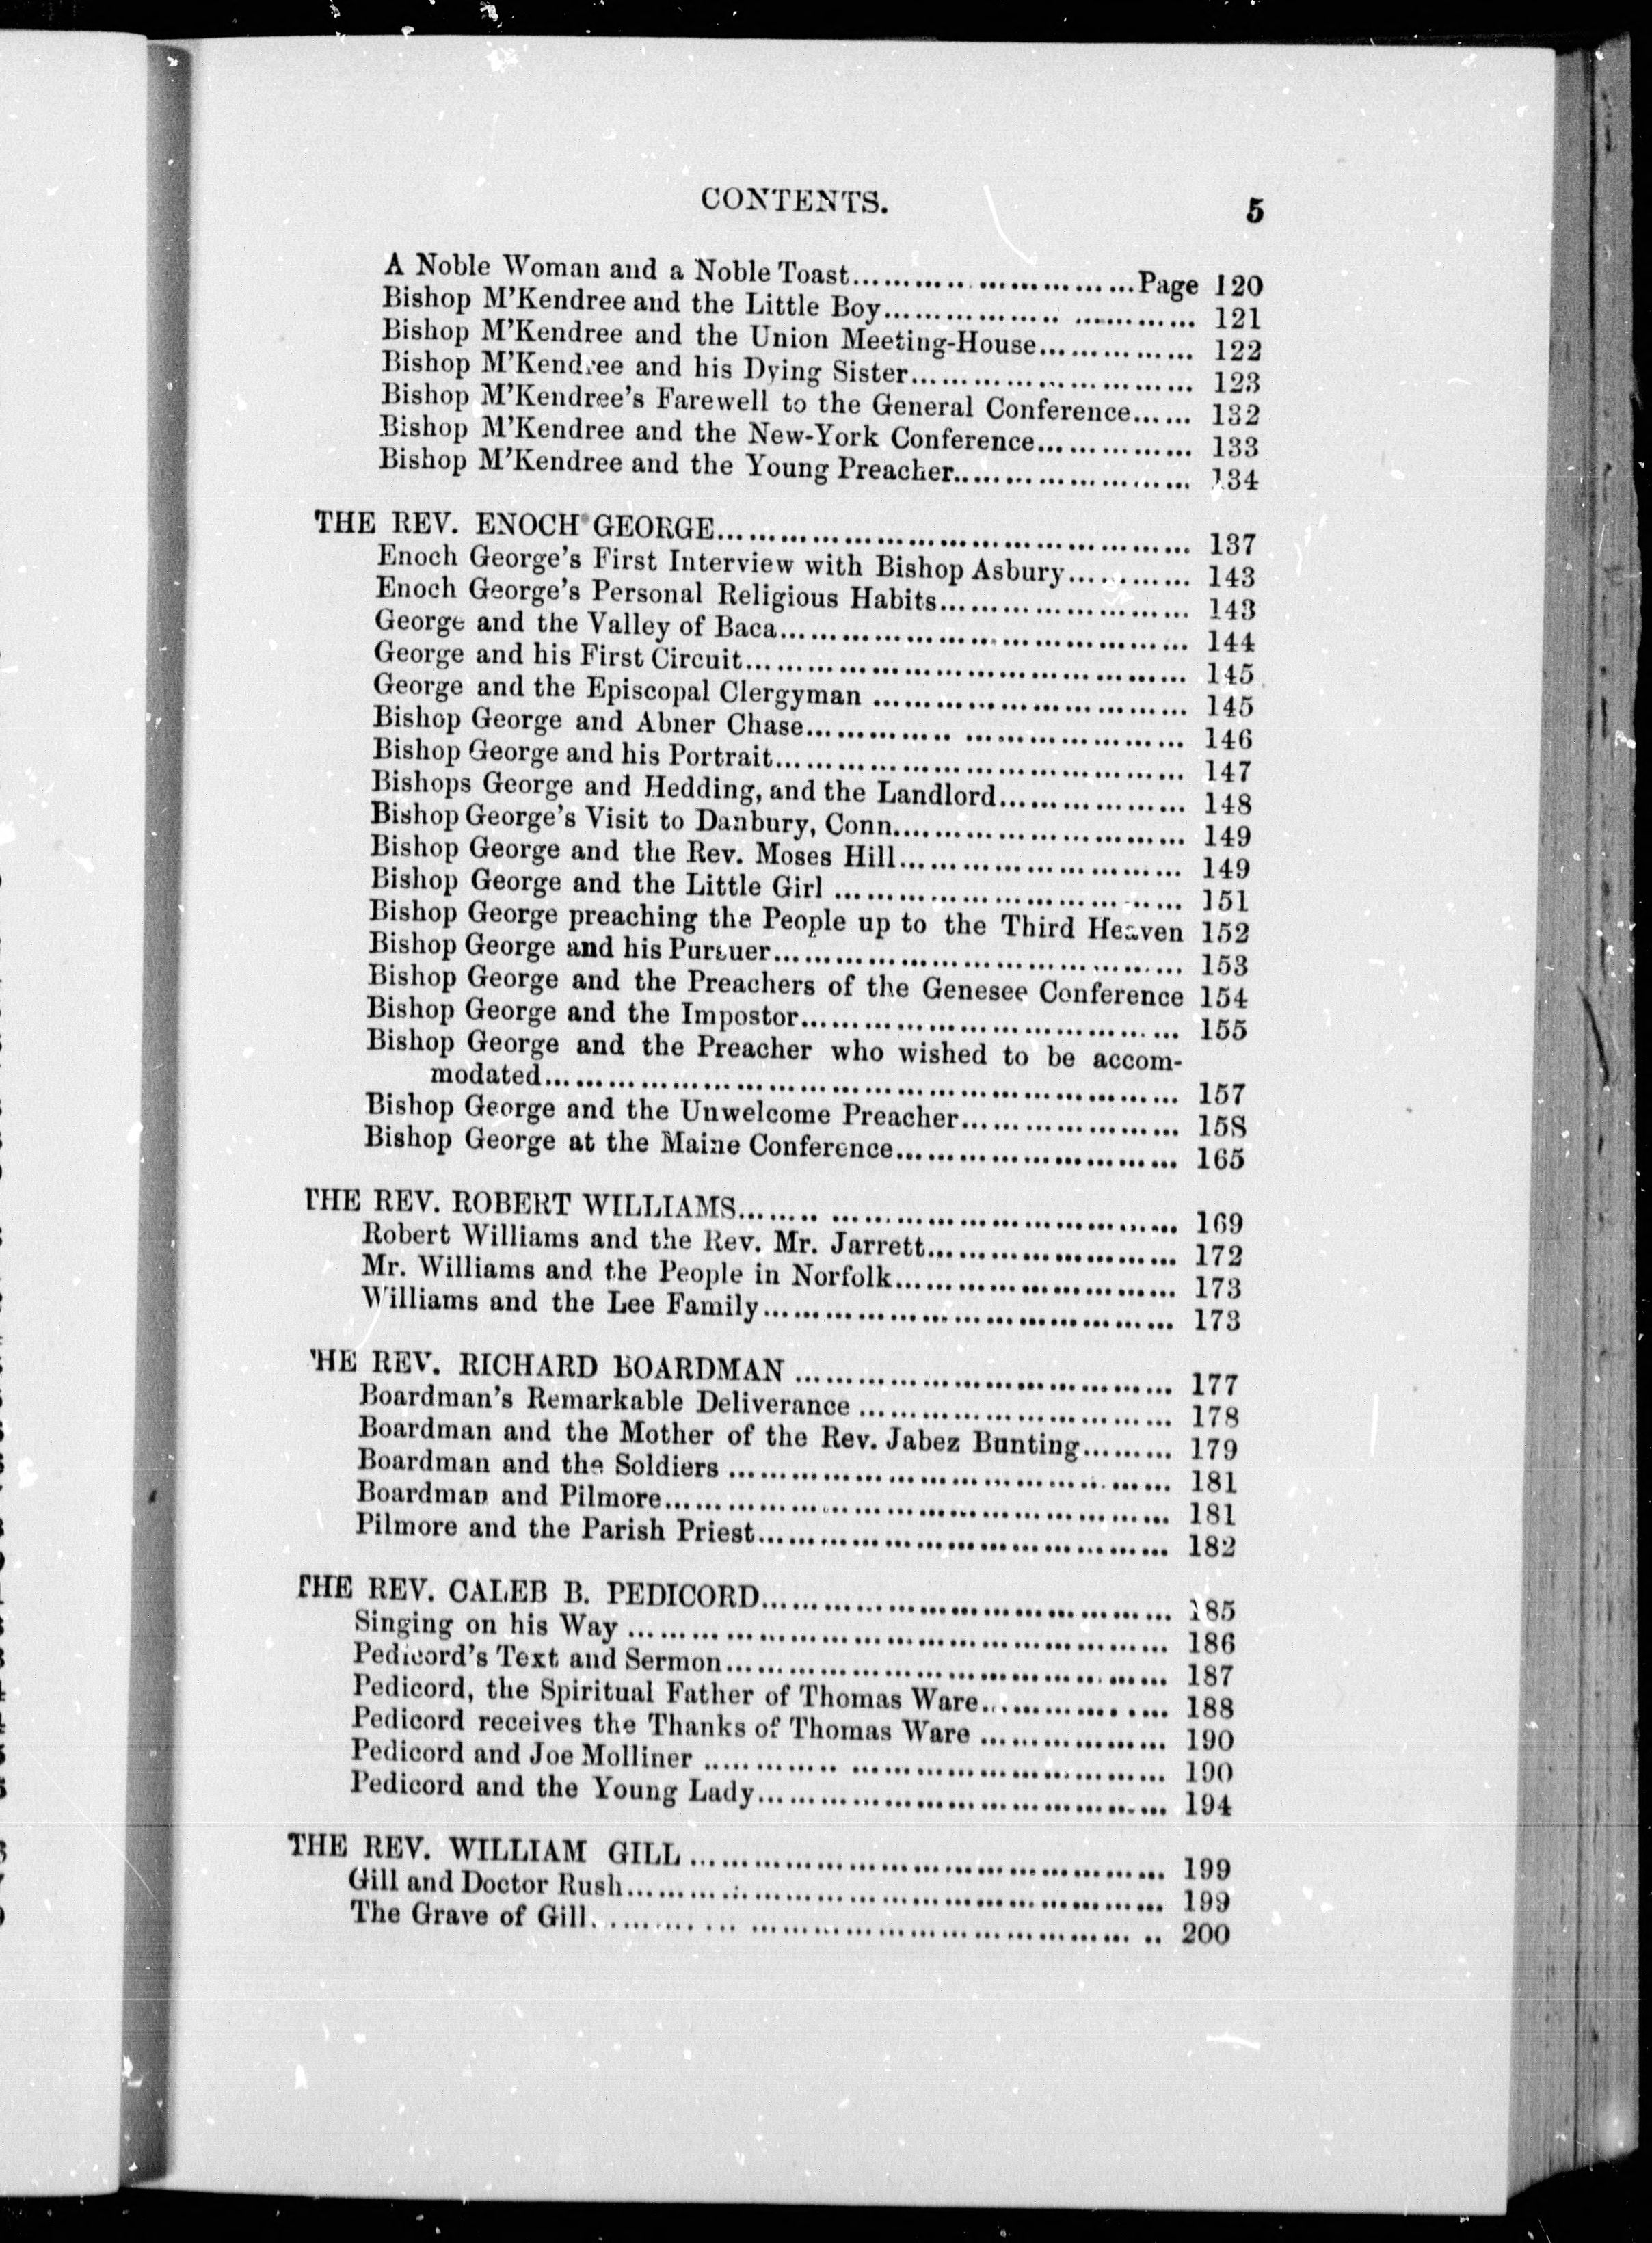 CONTENTS. 5
A Noble Woman and a Noble Toast..............................Page 120
Bishop M'Kendree and the Little Boy.............................. 121
Bishop M'Kendree and the Union Meeting-House............... 122
Bishop M'Kendree and his Dying Sister........................... 123
Bishop M'Kendree's Farewell to the General Conference...... 132
Bishop M'Kendree and the New-York Conference............... 133
Bishop M'Kendree and the Young Preacher....................... 134
THE REV. ENOCH GEORGE............................................. 137
Enoch George's First Interview with Bishop Asbury............ 143
Enoch George's Personal Religious Habits........................ 143
George and the Valley of Baca....................................... 144
George and his First Circuit.......................................... 145
George and the Episcopal Clergyman .............................. 145
Bishop George and Abner Chase.................................... 146
Bishop George and his Portrait....................................... 147
Bishops George and Hedding, and the Landlord.................. 148
Bishop George's Visit to Danbury, Conn............................ 149
Bishop George and the Rev. Moses Hill........................... 149
Bishop George and the Little Girl ................................. 151
Bishop George preaching the People up to the Third Heaven 152
Bishop George and his Pursuer....................................... 153
Bishop George and the Preachers of the Genesee Conference 154
Bishop George and the Impostor.................................... 155
Bishop George and the Preacher who wished to be accom-
modated............................................................ 157
Bishop George and the Unwelcome Preacher..................... 158
Bishop George at the Maine Conference........................... 165
THE REV. ROBERT WILLIAMS.......................................... 169
Robert Williams and the Rev. Mr. Jarrett........................ 172
Mr. Williams and the People in Norfolk........................... 173
Williams and the Lee Family....................................... 173
THE REV. RICHARD BOARDMAN .................................... 177
Boardman's Remarkable Deliverance .............................. 178
Boardman and the Mother of the Rev. Jabez Bunting......... 179
Boardman and the Soldiers .......................................... 181
Boardman and Pilmore................................................ 181
Pilmore and the Parish Priest....................................... 182
THE REV. CALEB B. PEDICORD....................................... 185
Singing on his Way ................................................... 186
Pedicord's Text and Sermon.......................................... 187
Pedicord, the Spiritual Father of Thomas Ware.................. 188
Pedicord receives the Thanks of Thomas Ware .................. 190
Pedicord and Joe Molliner .......................................... 190
Pedicord and the Young Lady....................................... 194
THE REV. WILLIAM GILL ............................................. 199
Gill and Doctor Rush................................................... 199
The Grave of Gill...................................................... 200